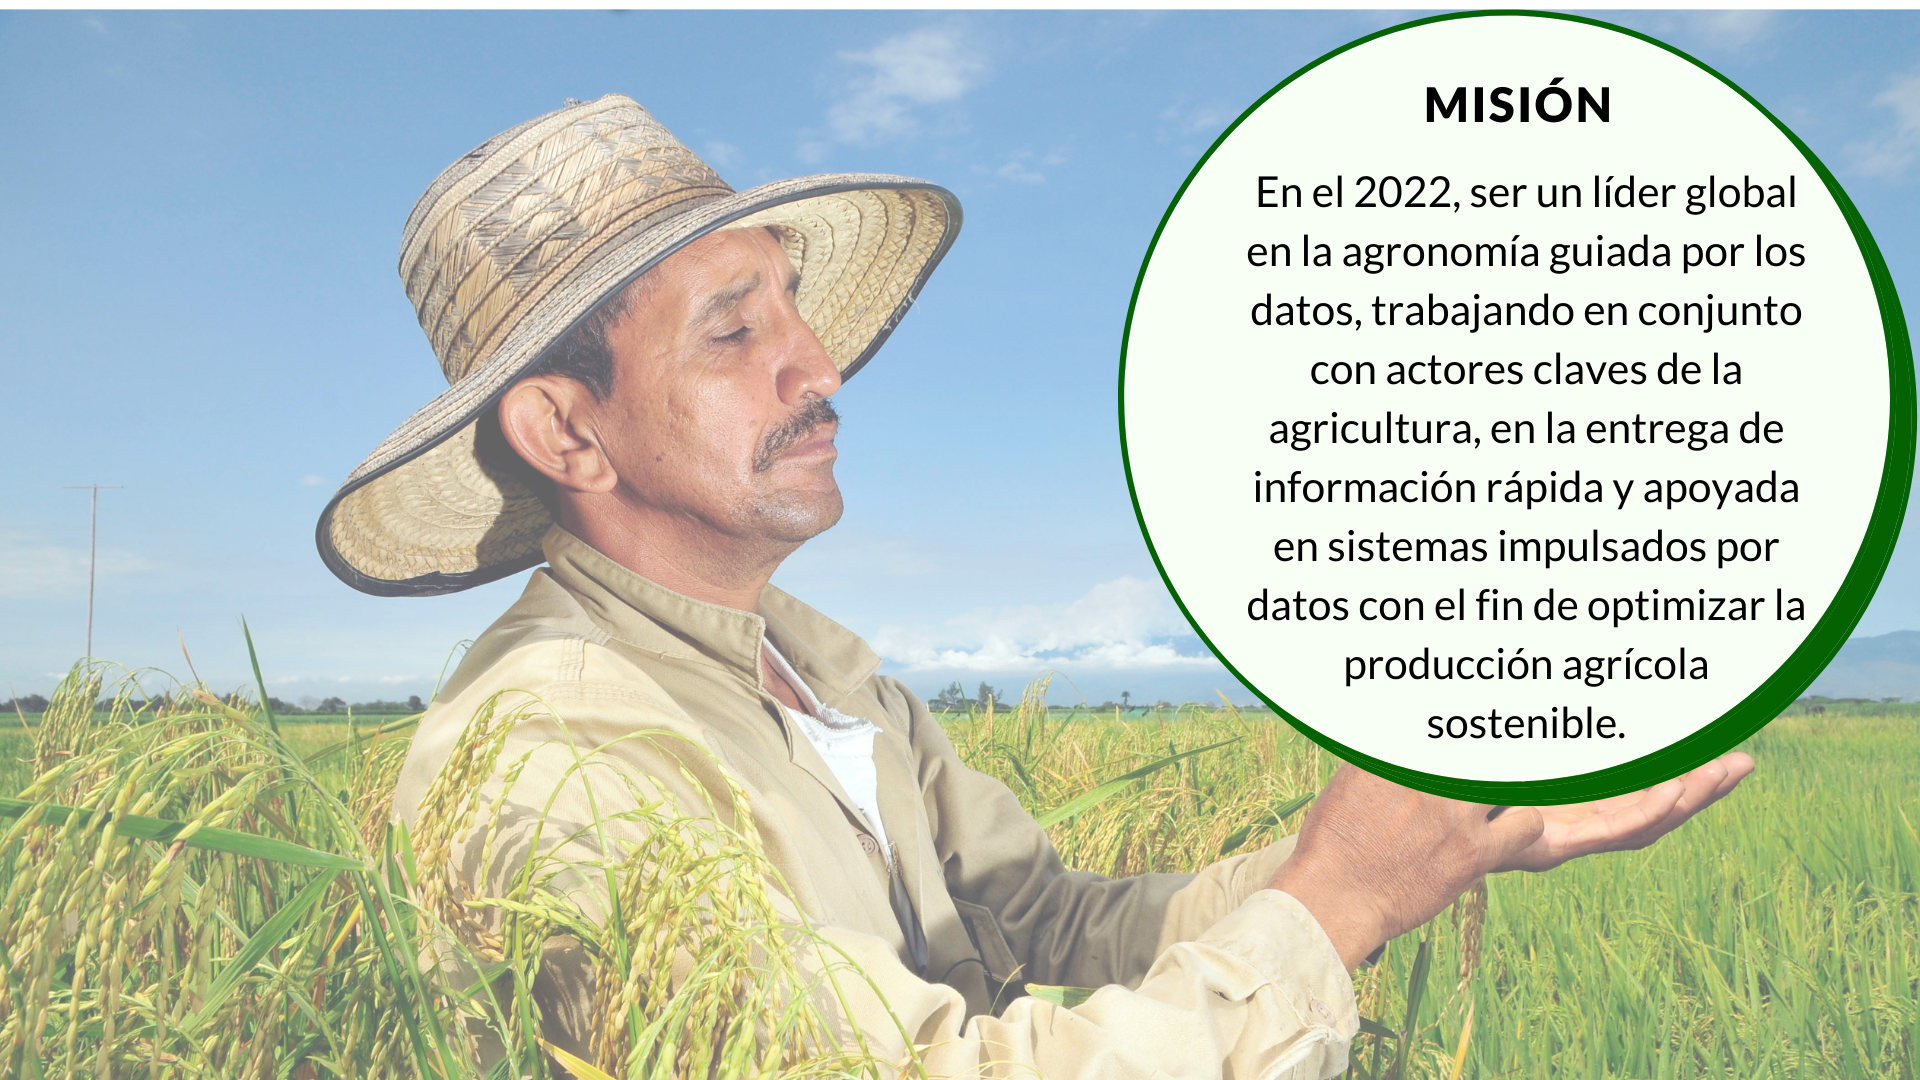 MISIÓN
En el 2022, ser un líder global
en la agronomía guiada por los
datos, trabajando en conjunto
con actores claves de la
agricultura, en la entrega de
información rápida y apoyada
en sistemas impulsados por
datos con el fin de optimizar la
producción agrícola
sostenible.